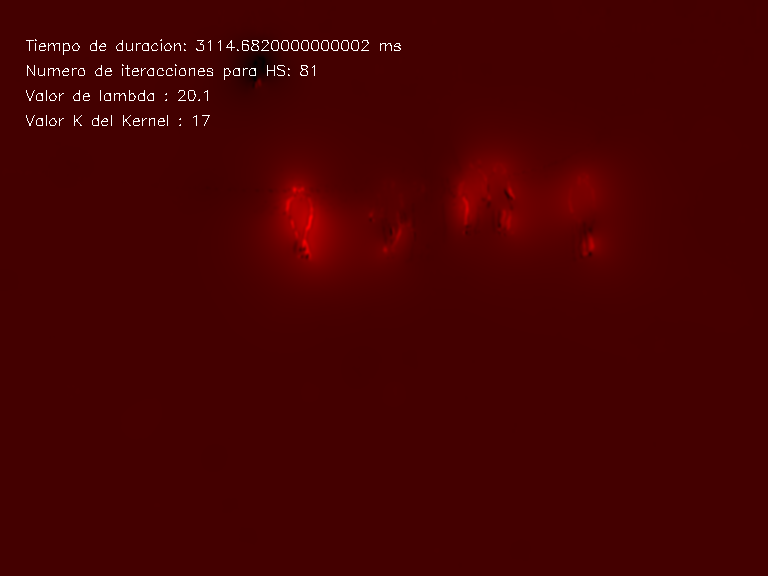 Tiempo de duracion: 3114.6820000000002 ms
Numero de iteracciones para HS: 81
Valor de lambda : 20.1
Valor K del Kernel : 17